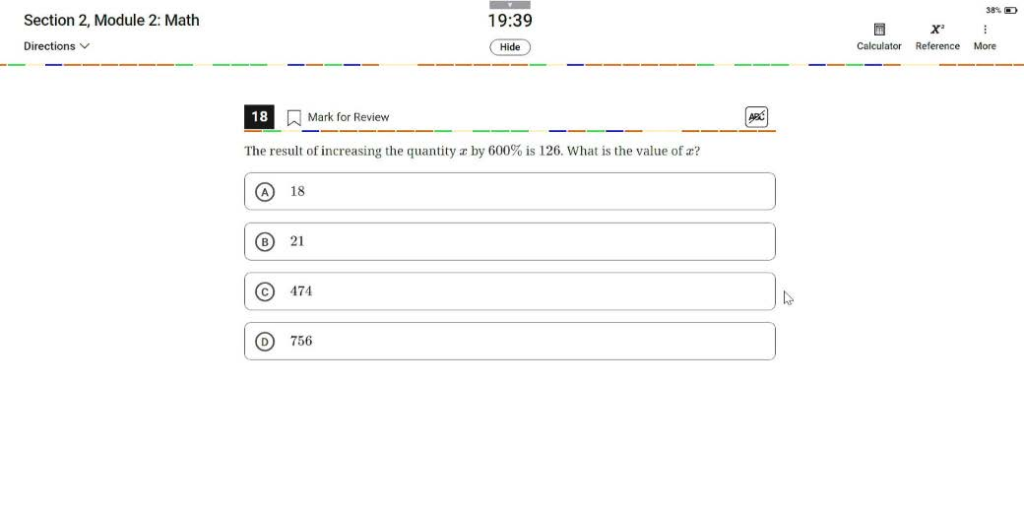 Section 2, Module 2: Math
19:39
38%
Directions
Hide
Calculator
Reference
More
18
Mark for Review
ABC
The result of increasing the quantity x by 600% is 126. What is the value of x?
A 18
B 21
C 474
D 756